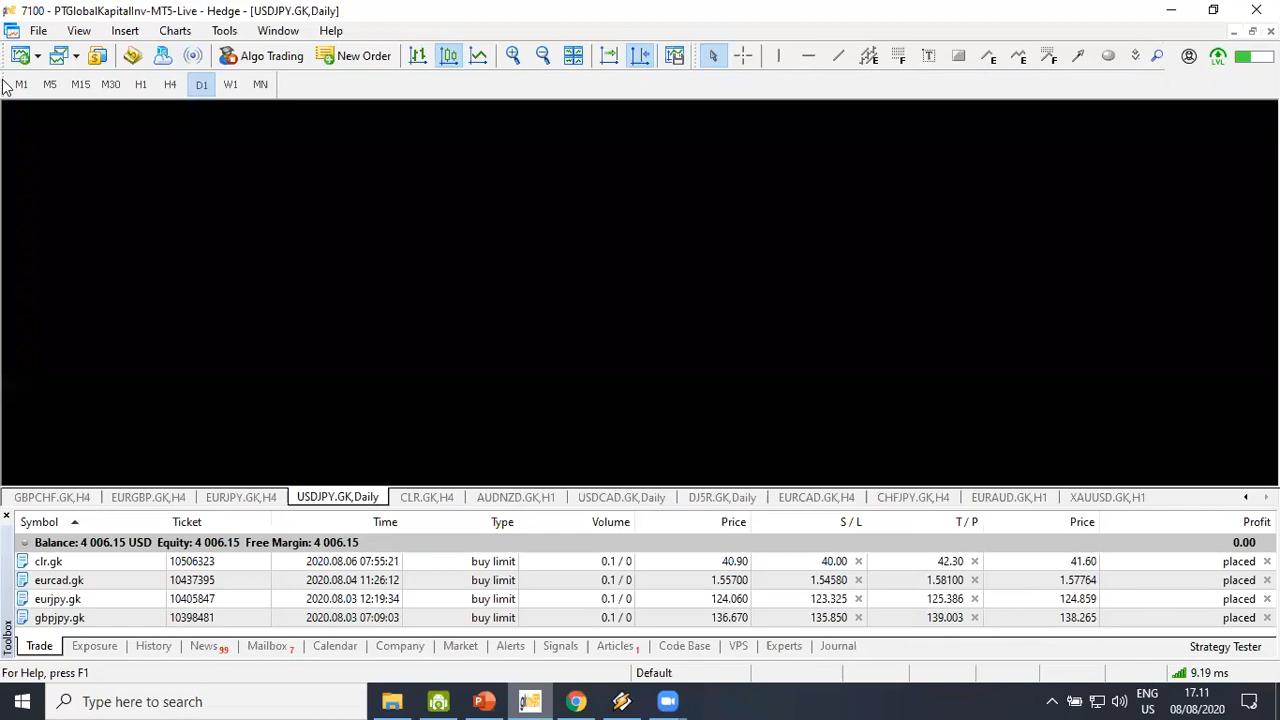 7100 - PTGlobalKapitalInv-MT5-Live - Hedge - [USDJPY.GK,Daily]
File View Insert Charts Tools Window Help
Algo Trading New Order LVL
M1 M5 M15 M30 H1 H4 D1 W1 MN
GBPCHF.GK,H4 EURGBP.GK,H4 EURJPY.GK,H4 USDJPY.GK,Daily CLR.GK,H4 AUDNZD.GK,H1 USDCAD.GK,Daily DJ5R.GK,Daily EURCAD.GK,H4 CHFJPY.GK,H4 EURAUD.GK,H1 XAUUSD.GK,H1
Symbol Ticket Time Type Volume Price S / L T / P Price Profit
Balance: 4 006.15 USD Equity: 4 006.15 Free Margin: 4 006.15 0.00
clr.gk 10506323 2020.08.06 07:55:21 buy limit 0.1 / 0 40.90 40.00 42.30 41.60 placed
eurcad.gk 10437395 2020.08.04 11:26:12 buy limit 0.1 / 0 1.55700 1.54580 1.58100 1.57764 placed
eurjpy.gk 10405847 2020.08.03 12:19:34 buy limit 0.1 / 0 124.060 123.325 125.386 124.859 placed
gbpjpy.gk 10398481 2020.08.03 07:09:03 buy limit 0.1 / 0 136.670 135.850 139.003 138.265 placed
Toolbox
Trade Exposure History News 99 Mailbox 7 Calendar Company Market Alerts Signals Articles 1 Code Base VPS Experts Journal Strategy Tester
For Help, press F1 Default 9.19 ms
Type here to search ENG 17.11
US 08/08/2020